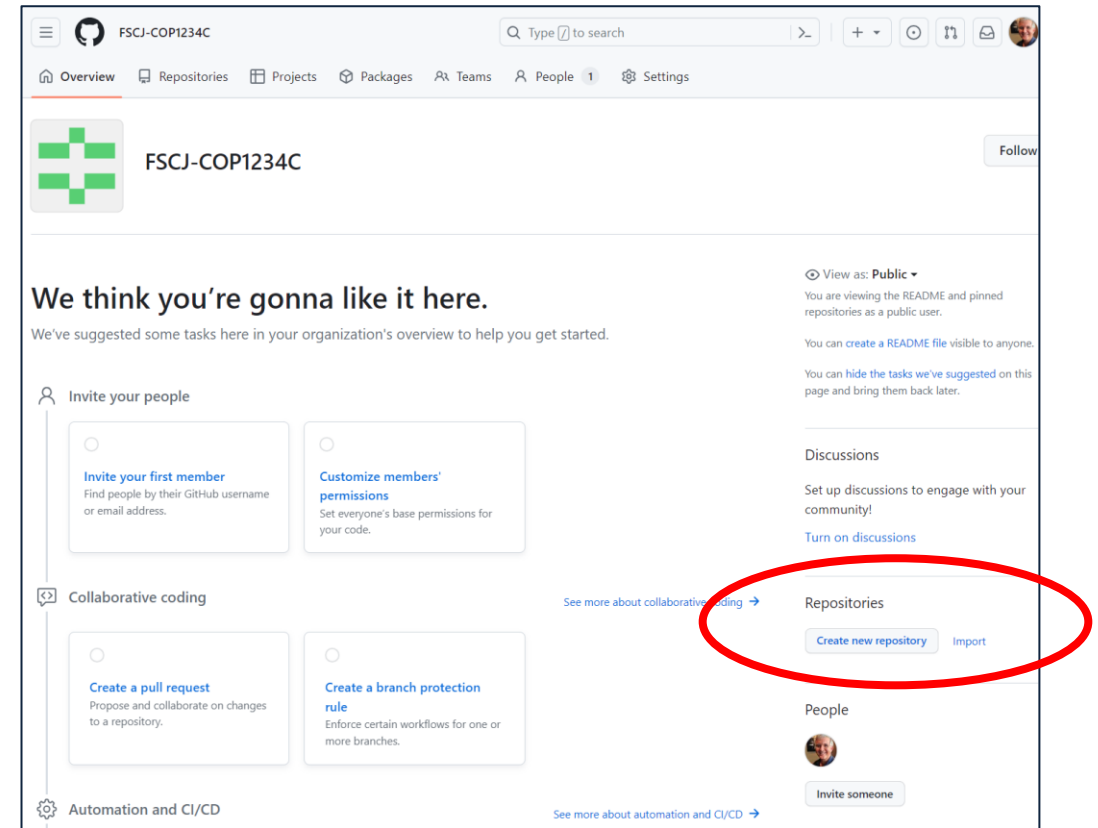 FSCJ-COP1234C
Type / to search
Overview Repositories Projects Packages Teams People 1 Settings
FSCJ-COP1234C
Follow
We think you're gonna like it here.
We've suggested some tasks here in your organization's overview to help you get started.
Invite your people
Invite your first member
Find people by their GitHub username
or email address.
Customize members'
permissions
Set everyone's base permissions for
your code.
Collaborative coding
See more about collaborative coding →
Create a pull request
Propose and collaborate on changes
to a repository.
Create a branch protection
rule
Enforce certain workflows for one or
more branches.
Automation and CI/CD
See more about automation and CI/CD →
View as: Public
You are viewing the README and pinned
repositories as a public user.
You can create a README file visible to anyone.
You can hide the tasks we've suggested on this
page and bring them back later.
Discussions
Set up discussions to engage with your
community!
Turn on discussions
Repositories
Create new repository Import
People
Invite someone